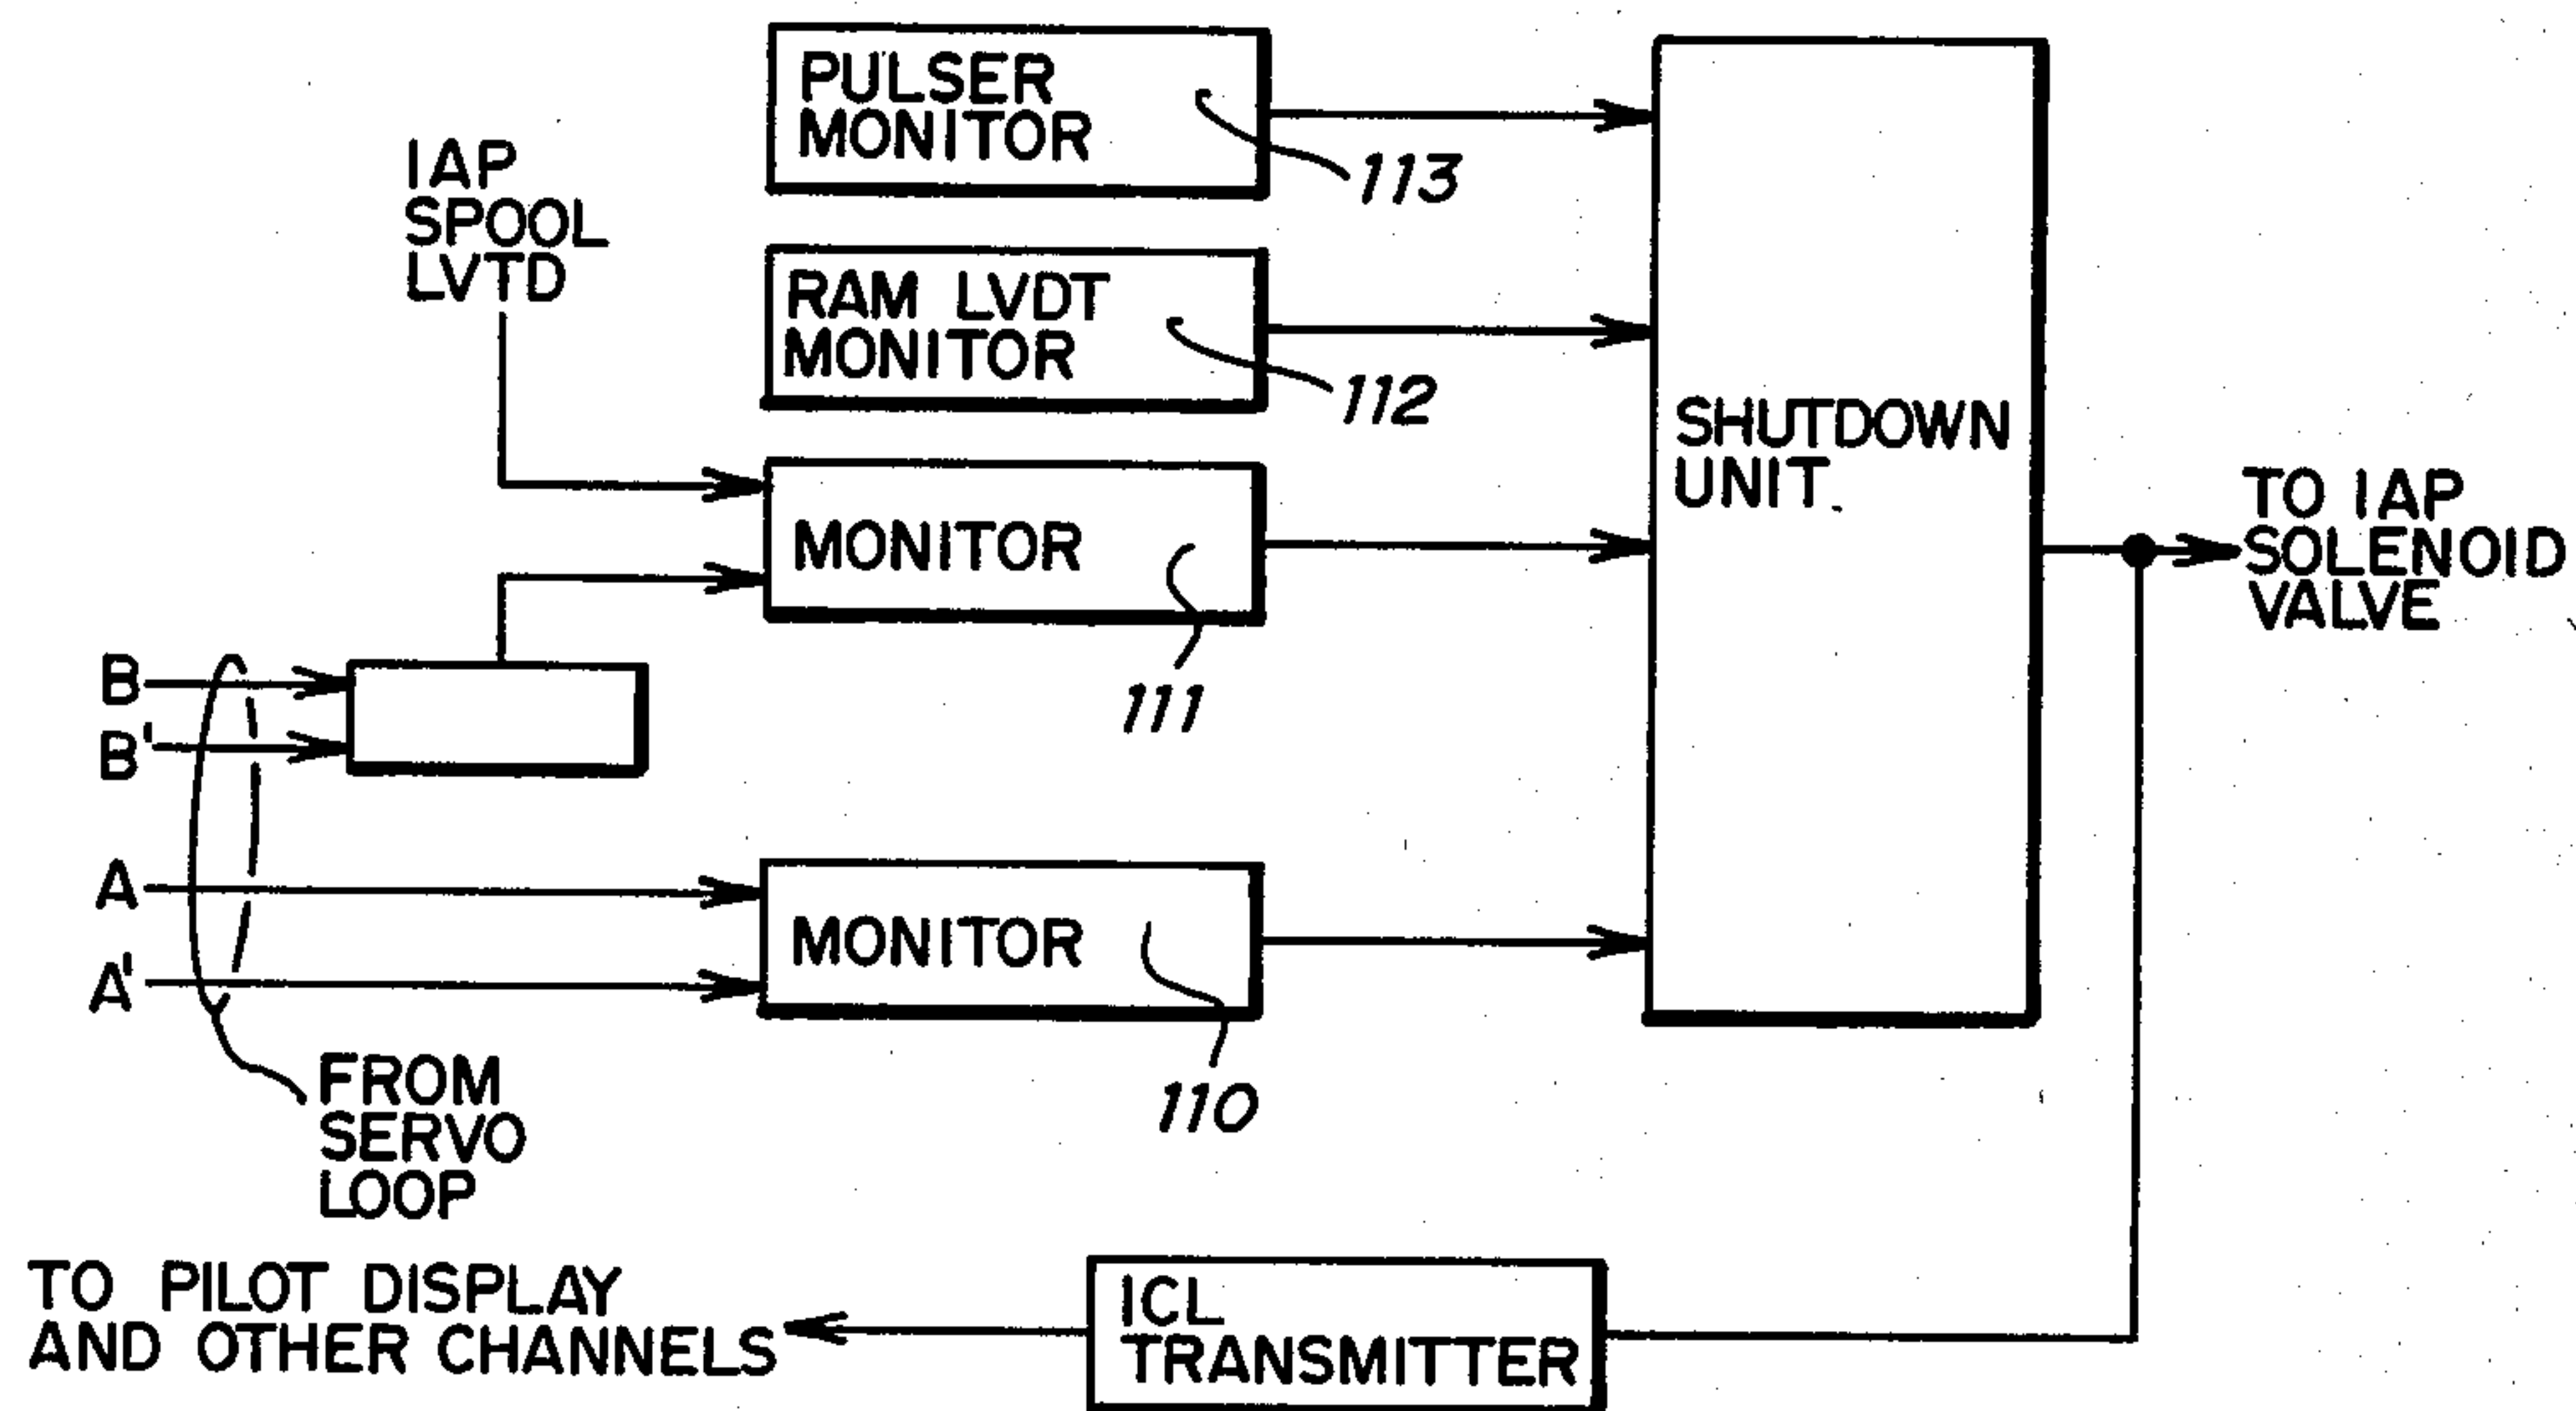 PULSER
MONITOR
113
IAP
SPOOL
LVTD
RAM LVDT
MONITOR
112
SHUTDOWN
UNIT
MONITOR
111
TO IAP
SOLENOID
VALVE
B
B'
A
A'
MONITOR
110
FROM
SERVO
LOOP
TO PILOT DISPLAY
AND OTHER CHANNELS
ICL
TRANSMITTER